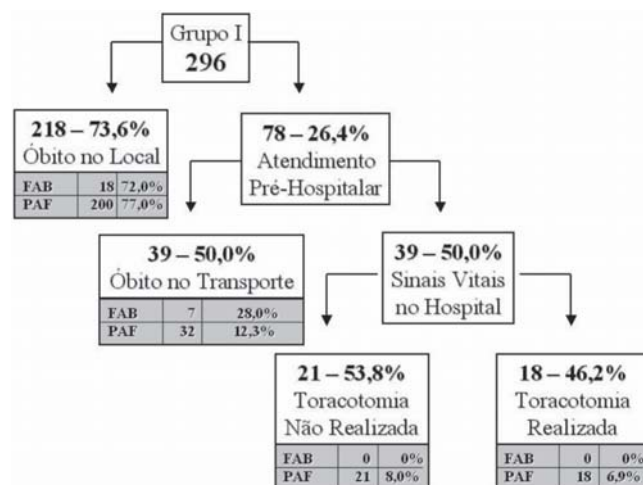 Grupo I
296
218 – 73,6%
Óbito no Local
FAB 18 72,0%
PAF 200 77,0%
78 – 26,4%
Atendimento
Pré-Hospitalar
39 – 50,0%
Óbito no Transporte
FAB 7 28,0%
PAF 32 12,3%
39 – 50,0%
Sinais Vitais
no Hospital
21 – 53,8%
Toracotomia
Não Realizada
FAB 0 0%
PAF 21 8,0%
18 – 46,2%
Toracotomia
Realizada
FAB 0 0%
PAF 18 6,9%